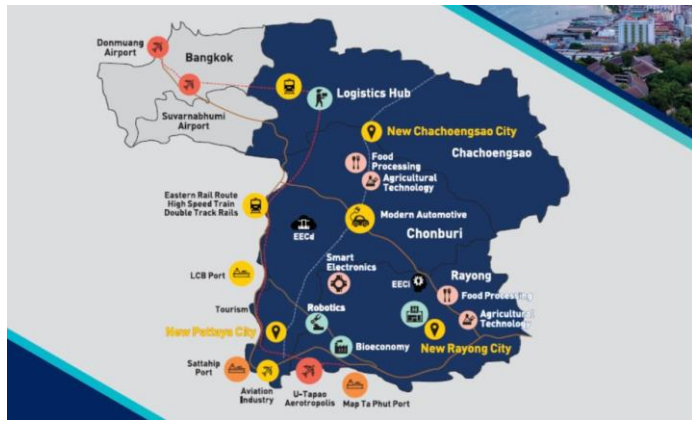 Donmuang
Airport
Bangkok
Suvarnabhumi
Airport
Logistics Hub
New Chachoengsao City
Chachoengsao
Food
Processing
Agricultural
Technology
Eastern Rail Route
High Speed Train
Double Track Rails
Modern Automotive
Chonburi
EECd
Smart
Electronics
Rayong
EECi
LCB Port
Food Processing
Tourism
Robotics
Agricultural
Technology
New Pattaya City
Bioeconomy
New Rayong City
Sattahip
Port
Aviation
Industry
U-Tapao
Aerotropolis
Map Ta Phut Port